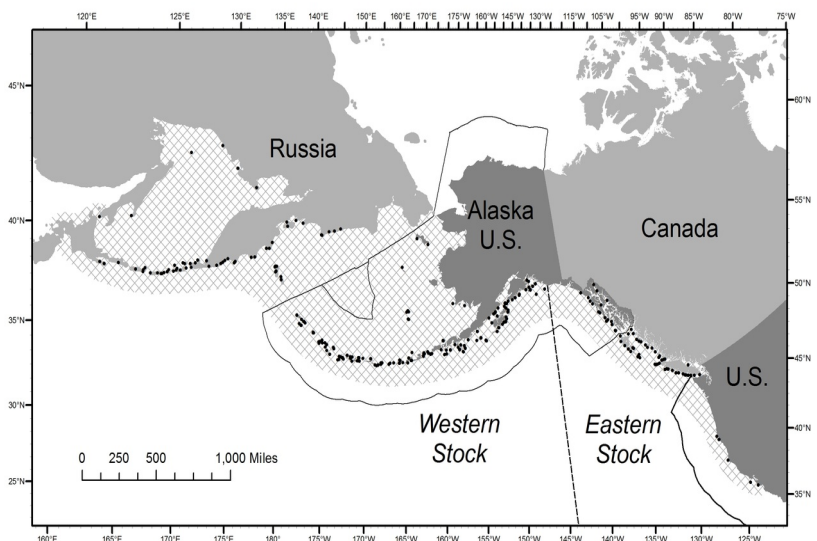 120°E 125°E 130°E 135°E 140°E 145°E 150°E 160°E 170°E 175°W 160°W 155°W 145°W 140°W 130°W 125°W 115°W 110°W 105°W 95°W 90°W 85°W 80°W 75°W
45°N
60°N
Russia
55°N
Alaska
U.S.
Canada
40°N
50°N
35°N
45°N
U.S.
30°N
Western
Stock
Eastern
Stock
40°N
0 250 500 1,000 Miles
25°N
35°N
160°E 165°E 170°E 175°E 180° 175°W 170°W 165°W 160°W 155°W 150°W 145°W 140°W 135°W 130°W 125°W